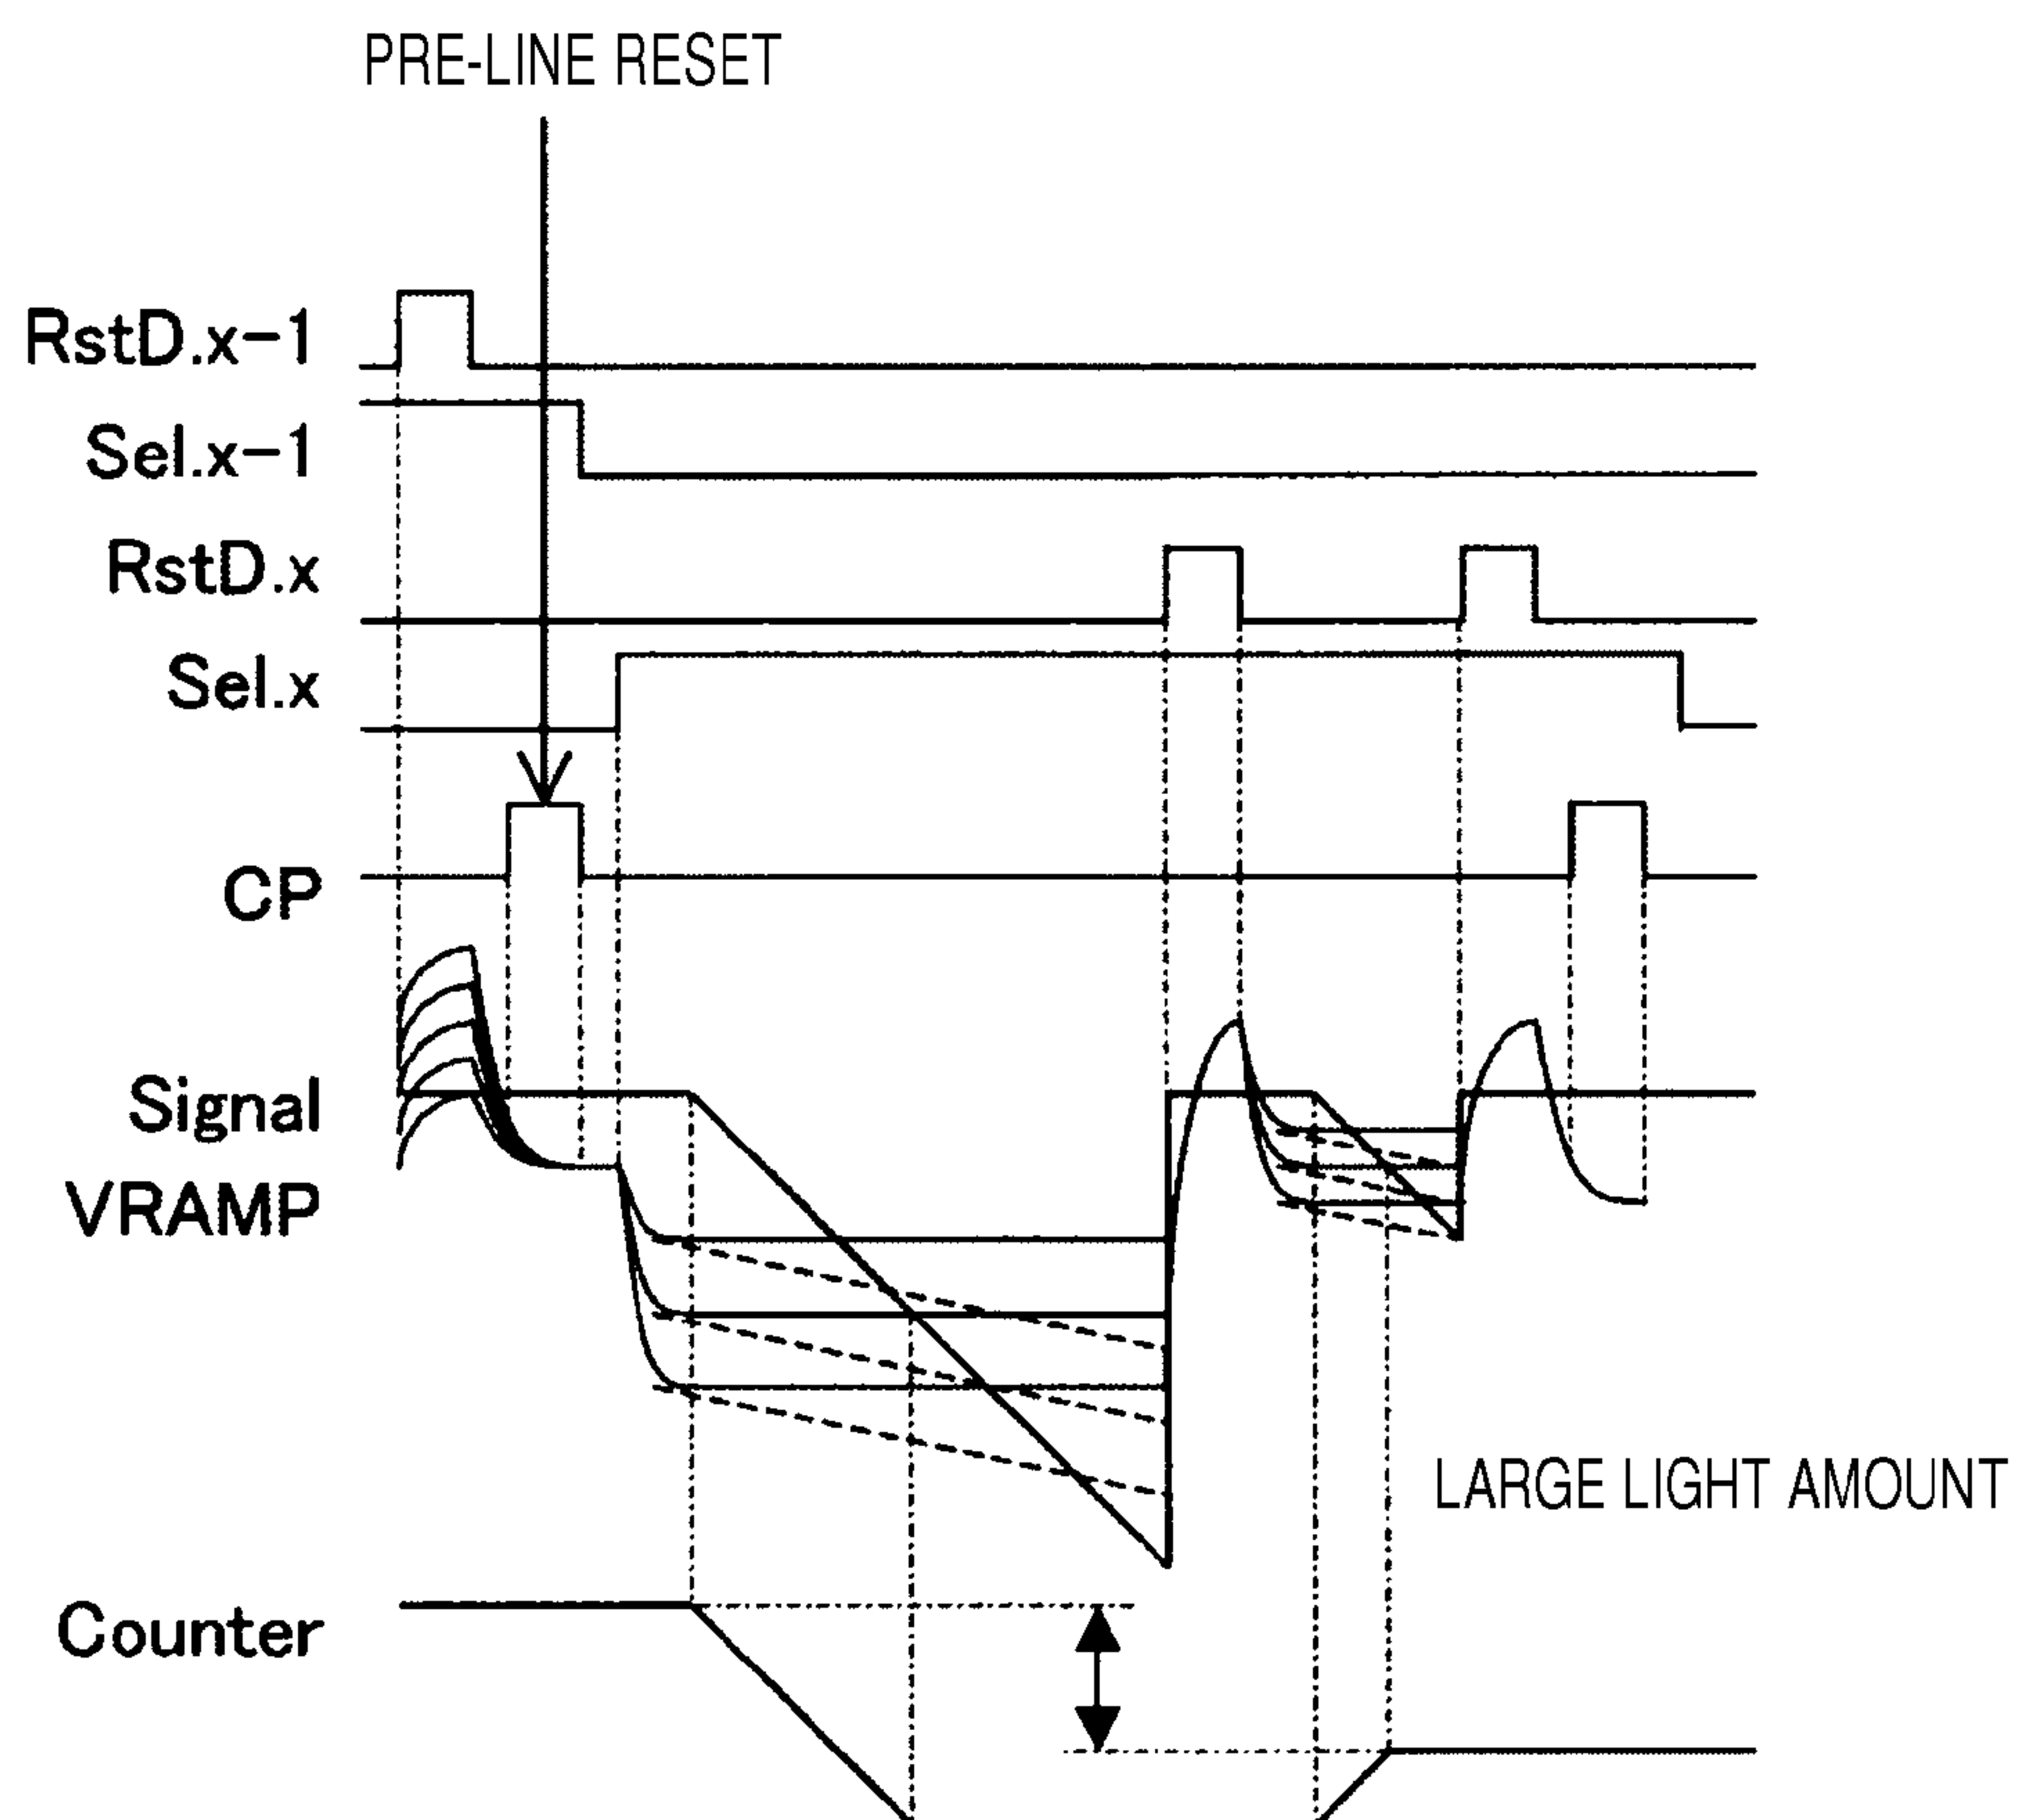 PRE-LINE RESET
RstD.x-1
Sel.x-1
RstD.x
Sel.x
CP
Signal
VRAMP
LARGE LIGHT AMOUNT
Counter